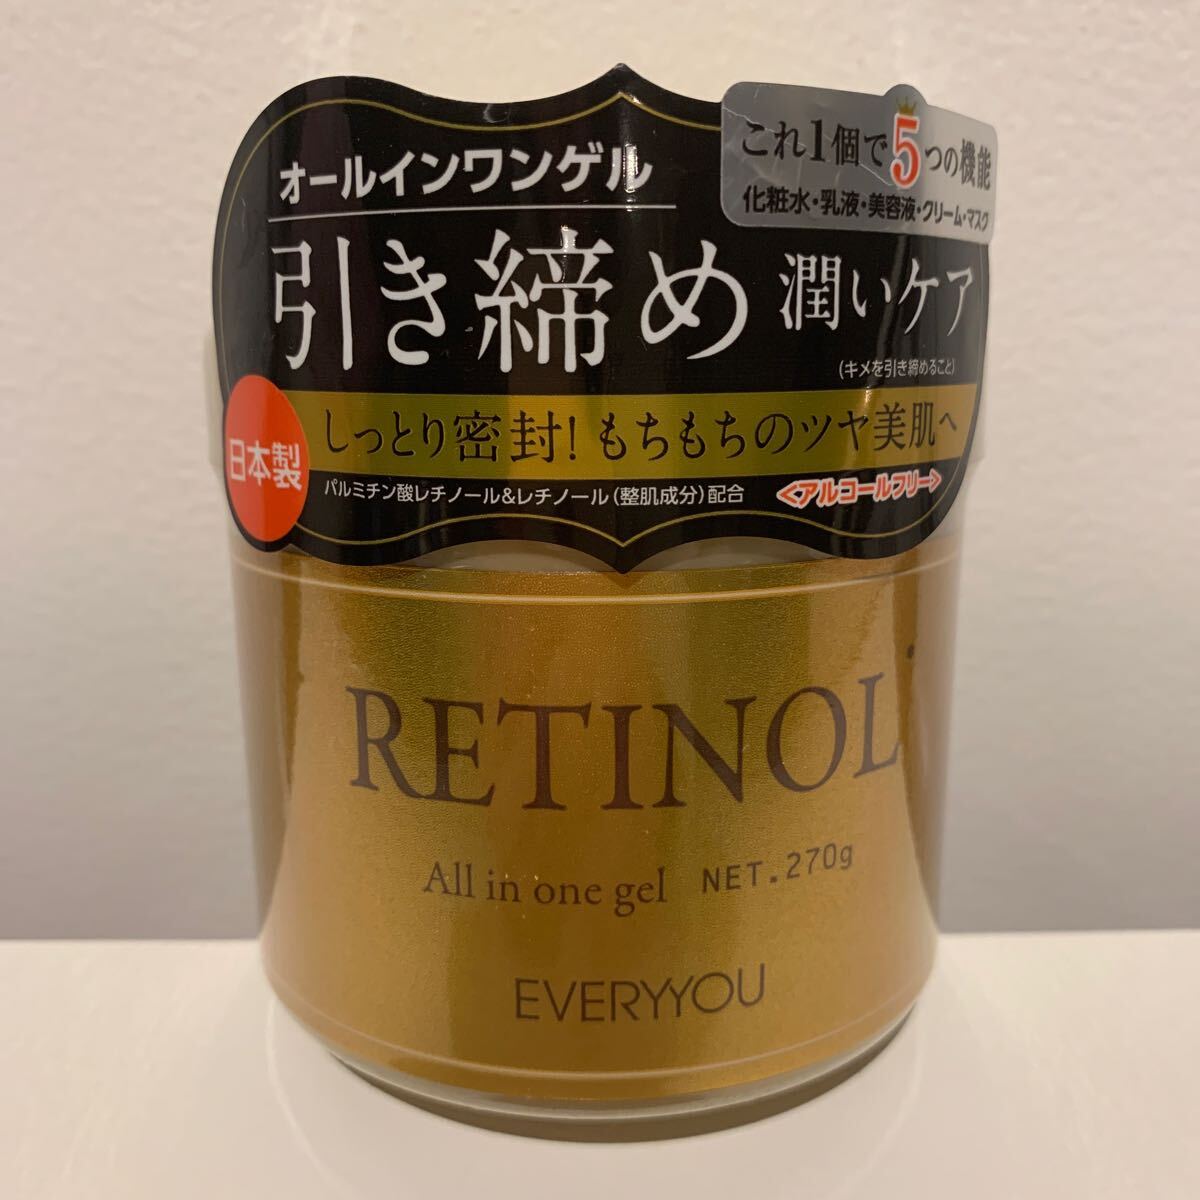 オールインワンゲル
これ1個で5つの機能
化粧水・乳液・美容液・クリーム・マスク
引き締め 潤いケア
(キメを引き締めること)
日本製
しっとり密封! もちもちのツヤ美肌へ
パルミチン酸レチノール&レチノール(整肌成分)配合
<アルコールフリー>
RETINOL
All in one gel NET.270g
EVERYYOU